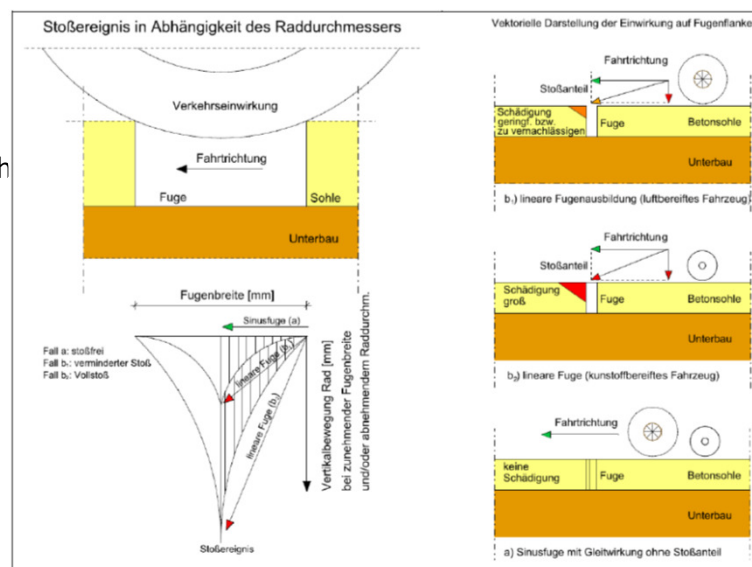 Stoßereignis in Abhängigkeit des Raddurchmessers
Verkehrseinwirkung
Fahrtrichtung
Fuge
Sohle
Unterbau
h
Fugenbreite [mm]
Sinusfuge (a)
Fall a: stoßfrei
Fall b₁: verminderter Stoß
Fall b₂: Vollstoß
lineare Fuge (b₁)
lineare Fuge (b₂)
Vertikalbewegung Rad [mm]
bei zunehmender Fugenbreite
und/oder abnehmendem Raddurchm.
Stoßereignis
Vektorielle Darstellung der Einwirkung auf Fugenflanke
Fahrtrichtung
Stoßanteil
Schädigung
geringf. bzw.
zu vernachlässigen
Fuge
Betonsohle
Unterbau
b₁) lineare Fugenausbildung (luftbereiftes Fahrzeug)
Fahrtrichtung
Stoßanteil
Schädigung
groß
Fuge
Betonsohle
Unterbau
b₂) lineare Fuge (kunstoffbereiftes Fahrzeug)
Fahrtrichtung
keine
Schädigung
Fuge
Betonsohle
Unterbau
a) Sinusfuge mit Gleitwirkung ohne Stoßanteil